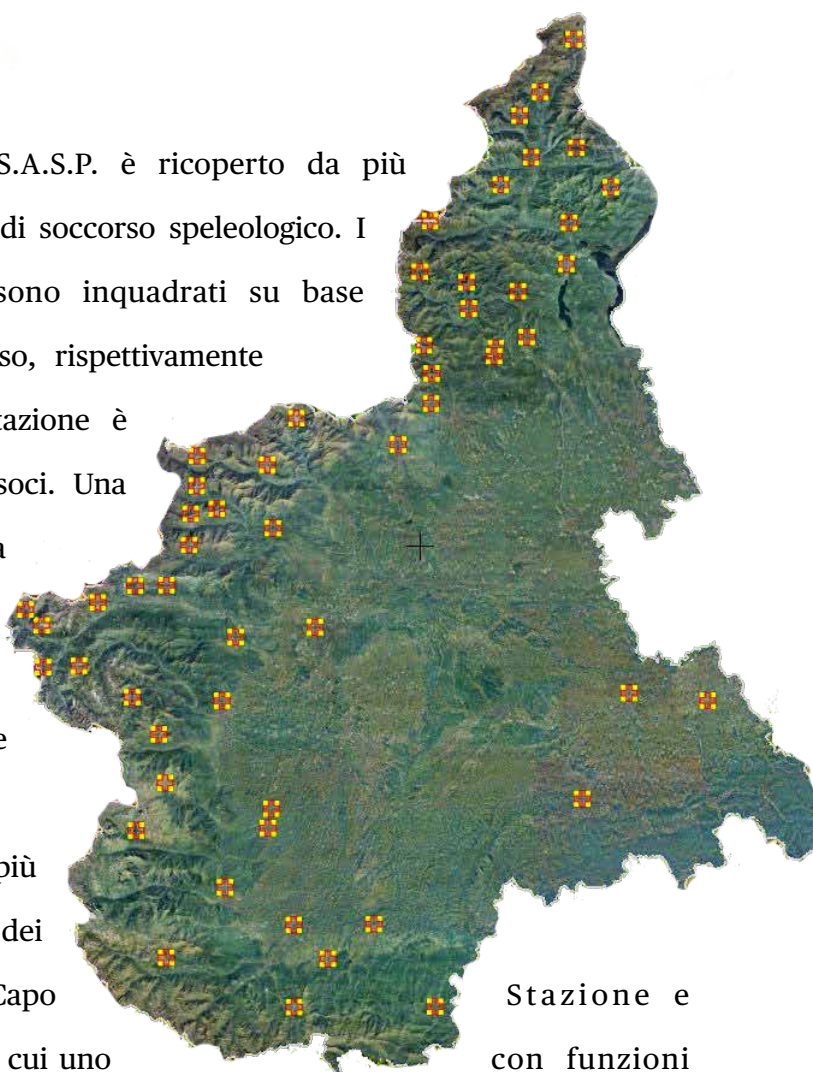 S.A.S.P. è ricoperto da più
di soccorso speleologico. I
sono inquadrati su base
so, rispettivamente
tazione è
soci. Una
a
e
più
dei
Capo Stazione e
cui uno con funzioni